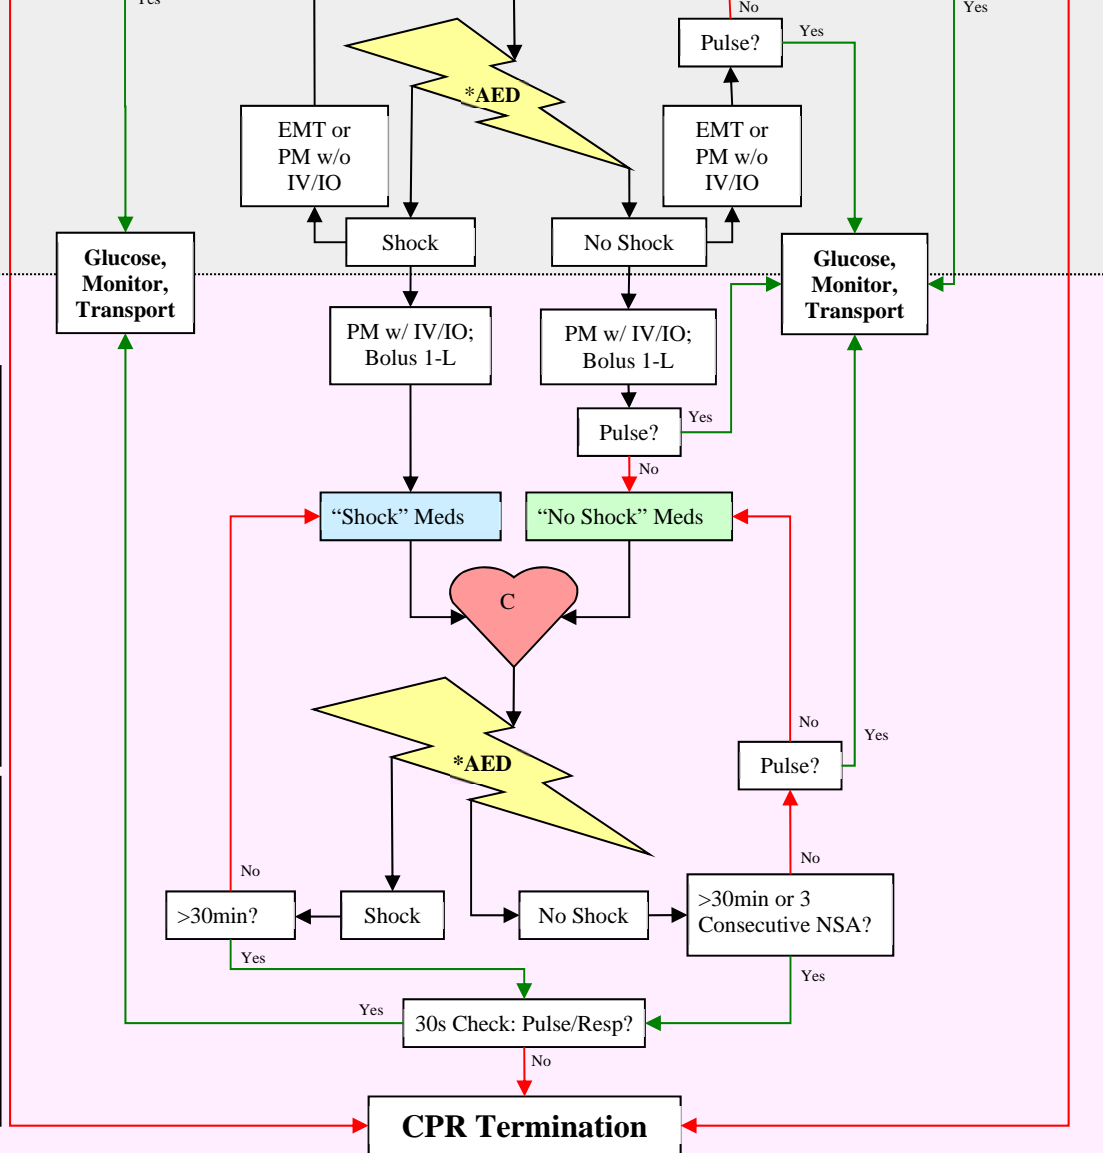 Yes
No
Yes
Pulse?
Yes
*AED
EMT or
PM w/o
IV/IO
EMT or
PM w/o
IV/IO
Shock
No Shock
Glucose,
Monitor,
Transport
Glucose,
Monitor,
Transport
PM w/ IV/IO;
Bolus 1-L
PM w/ IV/IO;
Bolus 1-L
Pulse?
Yes
No
“Shock” Meds
“No Shock” Meds
C
No
Yes
*AED
Pulse?
No
No
>30min?
Shock
No Shock
>30min or 3
Consecutive NSA?
Yes
Yes
Yes
30s Check: Pulse/Resp?
No
CPR Termination